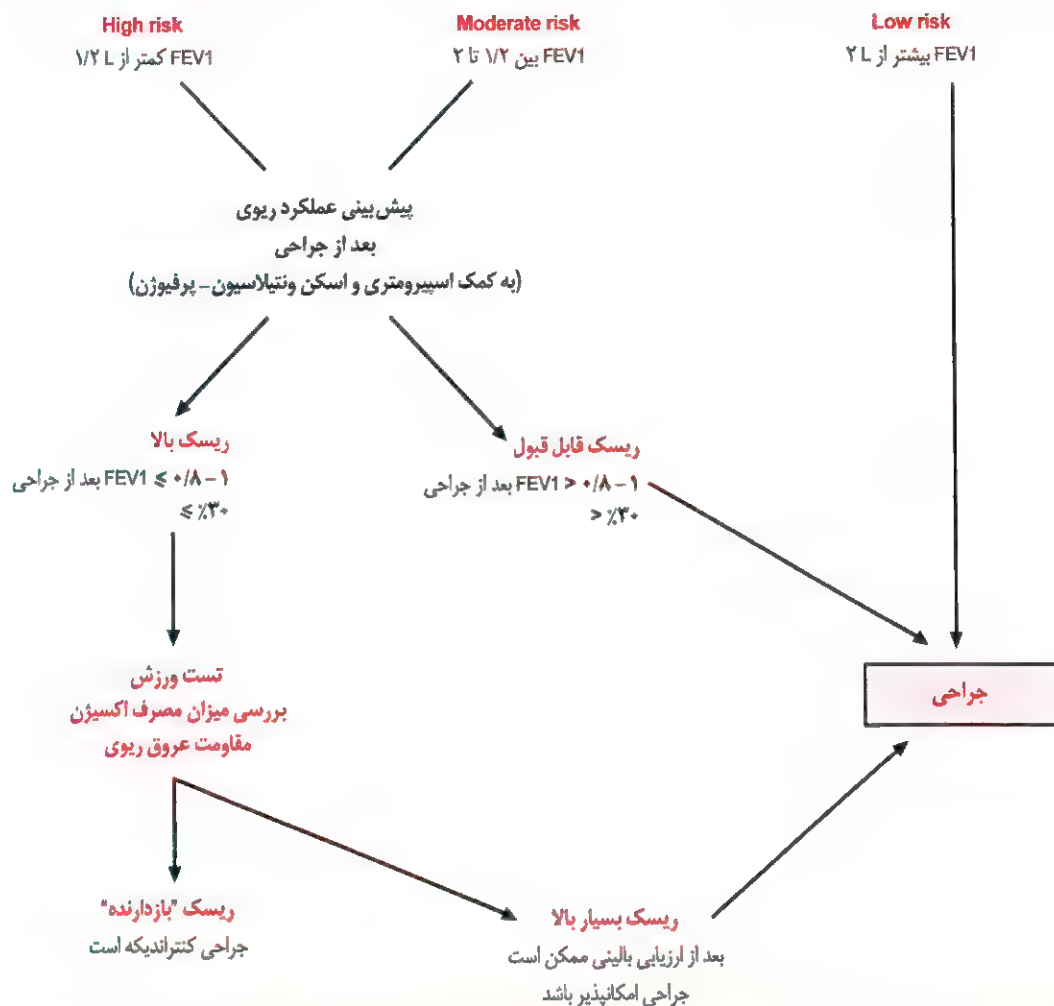 High risk
FEV1 کمتر از ۱/۲ L
Moderate risk
FEV1 بین ۱/۲ تا ۲
Low risk
FEV1 بیشتر از ۲ L
پیش‌بینی عملکرد ریوی
بعد از جراحی
(به کمک اسپیرومتری و اسکن ونتیلاسیون - پرفیوژن)
ریسک بالا
۰/۸ – ۱ ≥ FEV1 بعد از جراحی
≤ ٪۳۰
ریسک قابل قبول
۰/۸ – ۱ < FEV1 بعد از جراحی
> ٪۳۰
تست ورزش
بررسی میزان مصرف اکسیژن
مقاومت عروق ریوی
جراحی
ریسک "بازدارنده"
جراحی کنتراندیکه است
ریسک بسیار بالا
بعد از ارزیابی بالینی ممکن است
جراحی امکانپذیر باشد